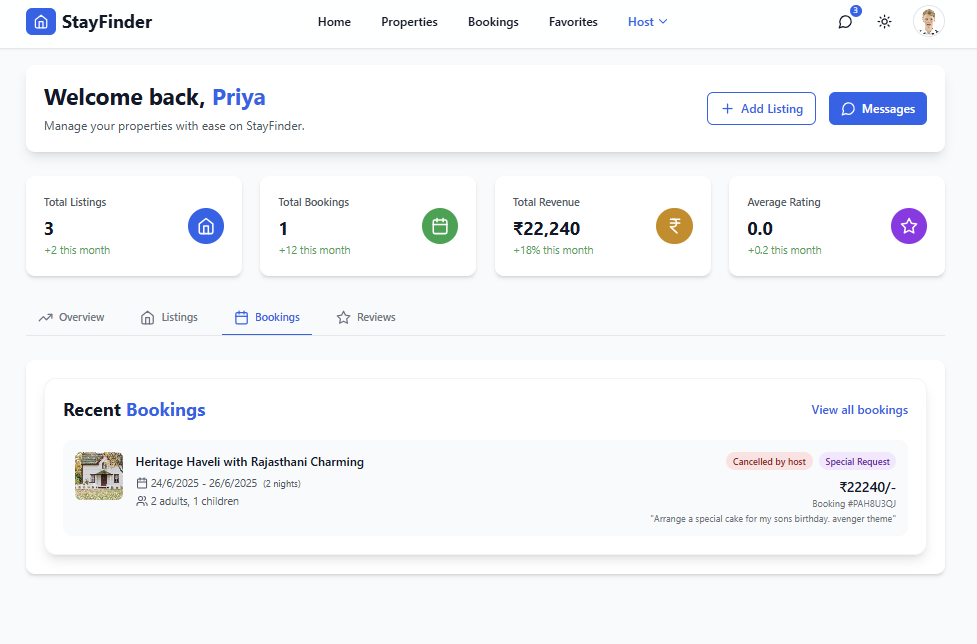 StayFinder
Home Properties Bookings Favorites Host
3
Welcome back, Priya
Manage your properties with ease on StayFinder.
Add Listing
Messages
Total Listings
3
+2 this month
Total Bookings
1
+12 this month
Total Revenue
₹22,240
+18% this month
₹
Average Rating
0.0
+0.2 this month
Overview Listings Bookings Reviews
Recent Bookings
View all bookings
Heritage Haveli with Rajasthani Charming
24/6/2025 - 26/6/2025 (2 nights)
2 adults, 1 children
Cancelled by host Special Request
₹22240/-
Booking #PAH8U3QJ
"Arrange a special cake for my sons birthday. avenger theme"